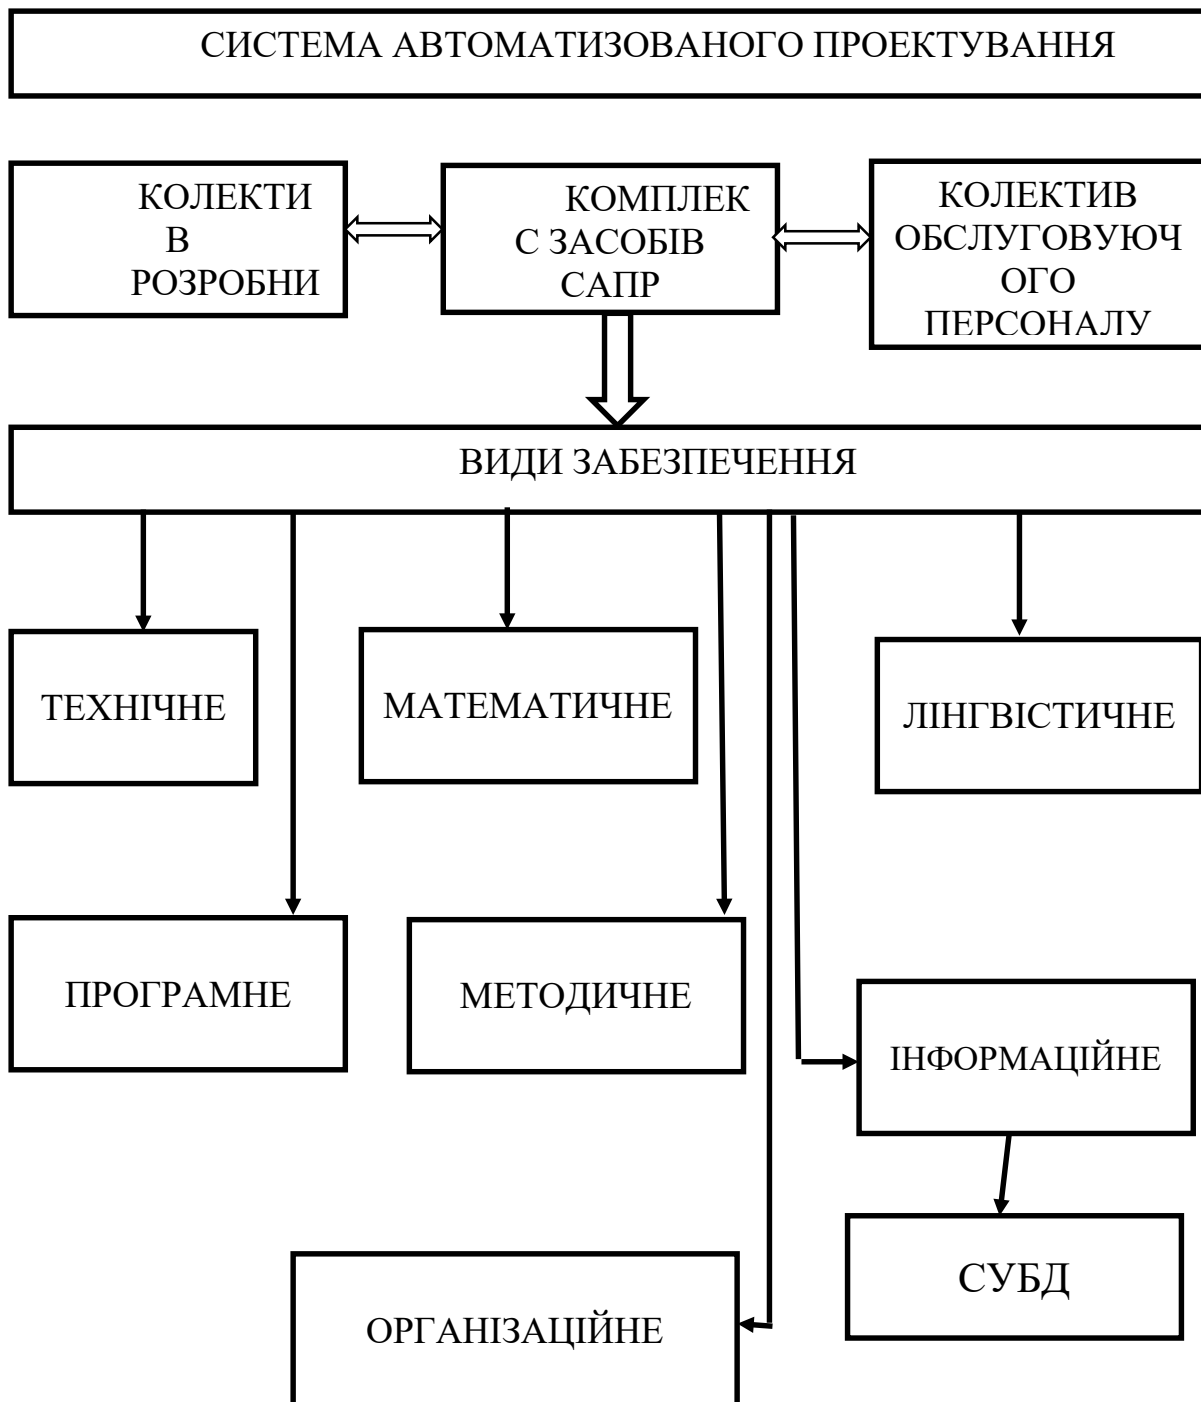 СИСТЕМА АВТОМАТИЗОВАНОГО ПРОЕКТУВАННЯ
КОЛЕКТИ
В
РОЗРОБНИ
КОМПЛЕК
С ЗАСОБІВ
САПР
КОЛЕКТИВ
ОБСЛУГОВУЮЧ
ОГО
ПЕРСОНАЛУ
ВИДИ ЗАБЕЗПЕЧЕННЯ
ТЕХНІЧНЕ
МАТЕМАТИЧНЕ
ЛІНГВІСТИЧНЕ
ПРОГРАМНЕ
МЕТОДИЧНЕ
ІНФОРМАЦІЙНЕ
СУБД
ОРГАНІЗАЦІЙНЕ